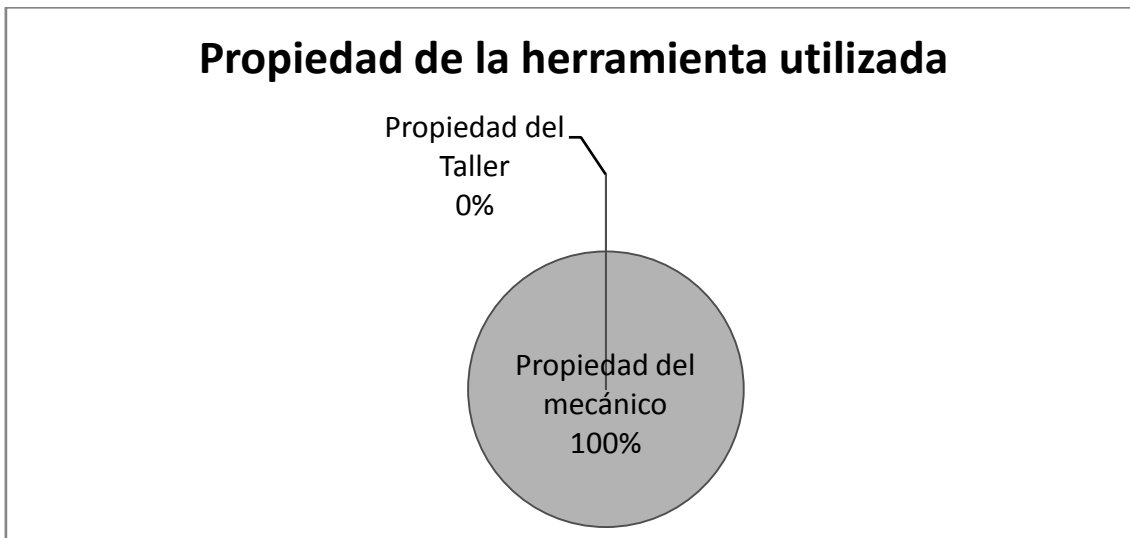 Propiedad de la herramienta utilizada
Propiedad del
Taller
0%
Propiedad del
mecánico
100%